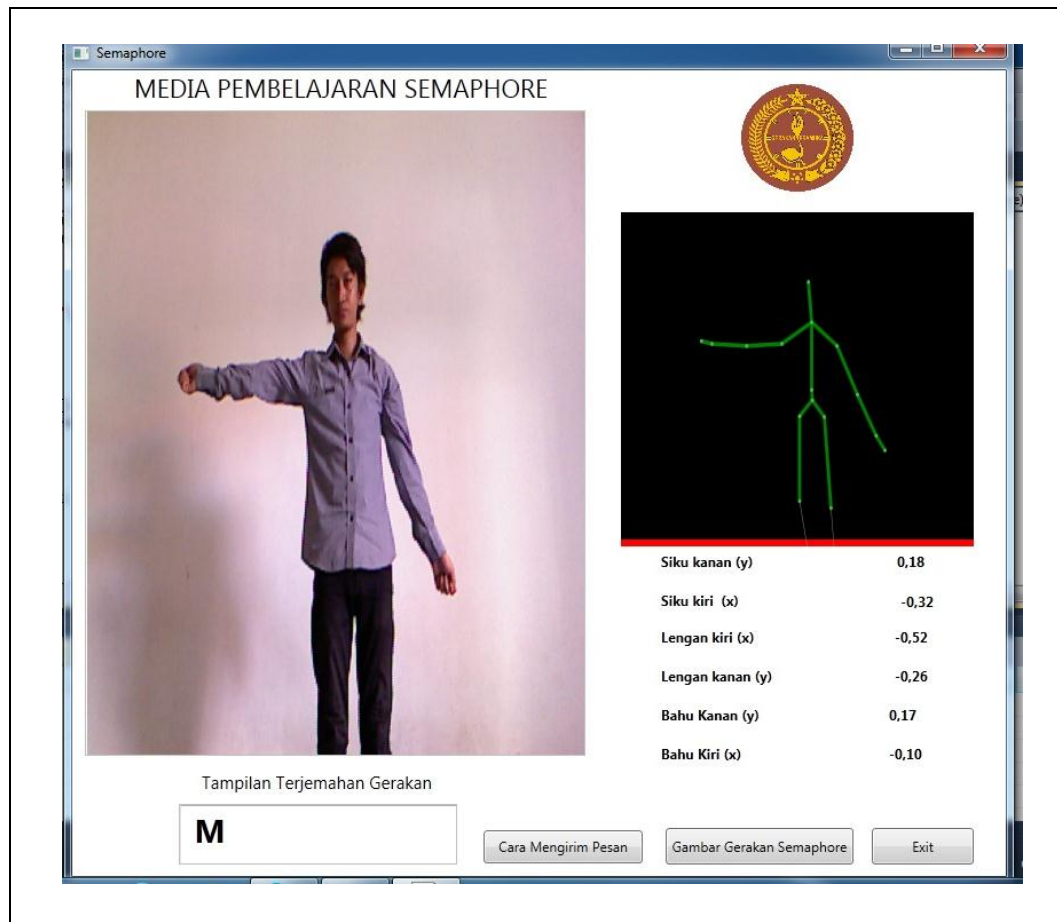 Semaphore
MEDIA PEMBELAJARAN SEMAPHORE
Siku kanan (y) 0,18
Siku kiri (x) -0,32
Lengan kiri (x) -0,52
Lengan kanan (y) -0,26
Bahu Kanan (y) 0,17
Bahu Kiri (x) -0,10
Tampilan Terjemahan Gerakan
M
Cara Mengirim Pesan
Gambar Gerakan Semaphore
Exit